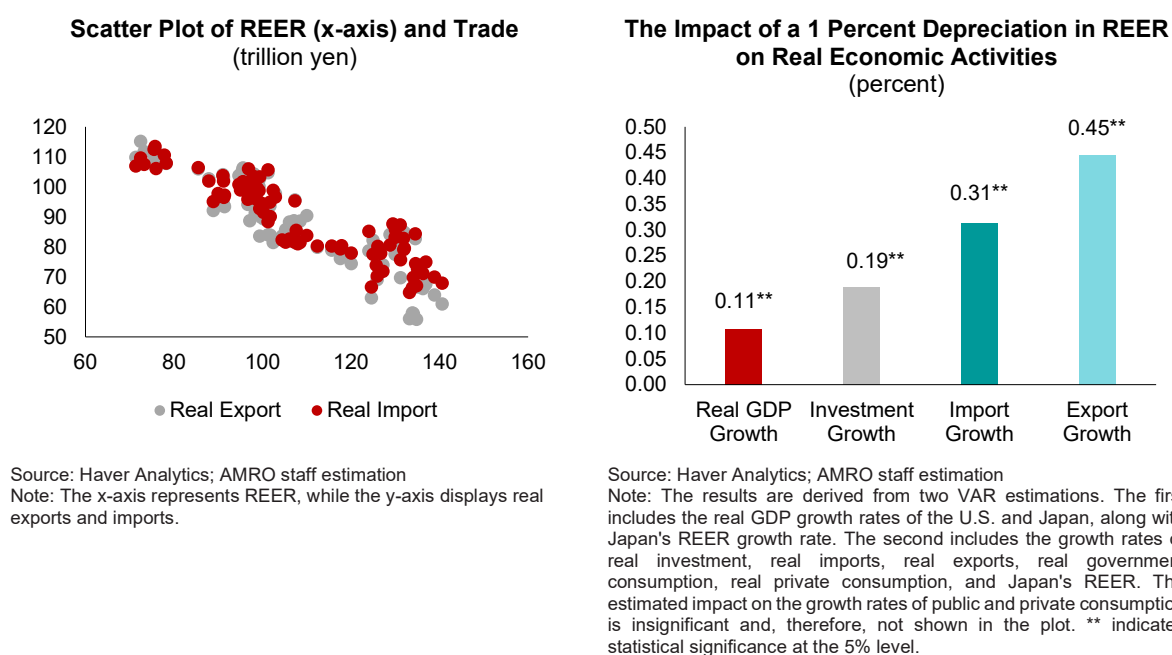 Scatter Plot of REER (x-axis) and Trade
(trillion yen)
120
110
100
90
80
70
60
50
60 80 100 120 140 160
Real Export Real Import
Source: Haver Analytics; AMRO staff estimation
Note: The x-axis represents REER, while the y-axis displays real
exports and imports.
The Impact of a 1 Percent Depreciation in REER
on Real Economic Activities
(percent)
0.50
0.45
0.40
0.35
0.30
0.25
0.20
0.15
0.10
0.05
0.00
0.11**
0.19**
0.31**
0.45**
Real GDP Investment Import Export
Growth Growth Growth Growth
Source: Haver Analytics; AMRO staff estimation
Note: The results are derived from two VAR estimations. The firs
includes the real GDP growth rates of the U.S. and Japan, along wit
Japan's REER growth rate. The second includes the growth rates
real investment, real imports, real exports, real governmen
consumption, real private consumption, and Japan's REER. Th
estimated impact on the growth rates of public and private consumptio
is insignificant and, therefore, not shown in the plot. ** indicate
statistical significance at the 5% level.